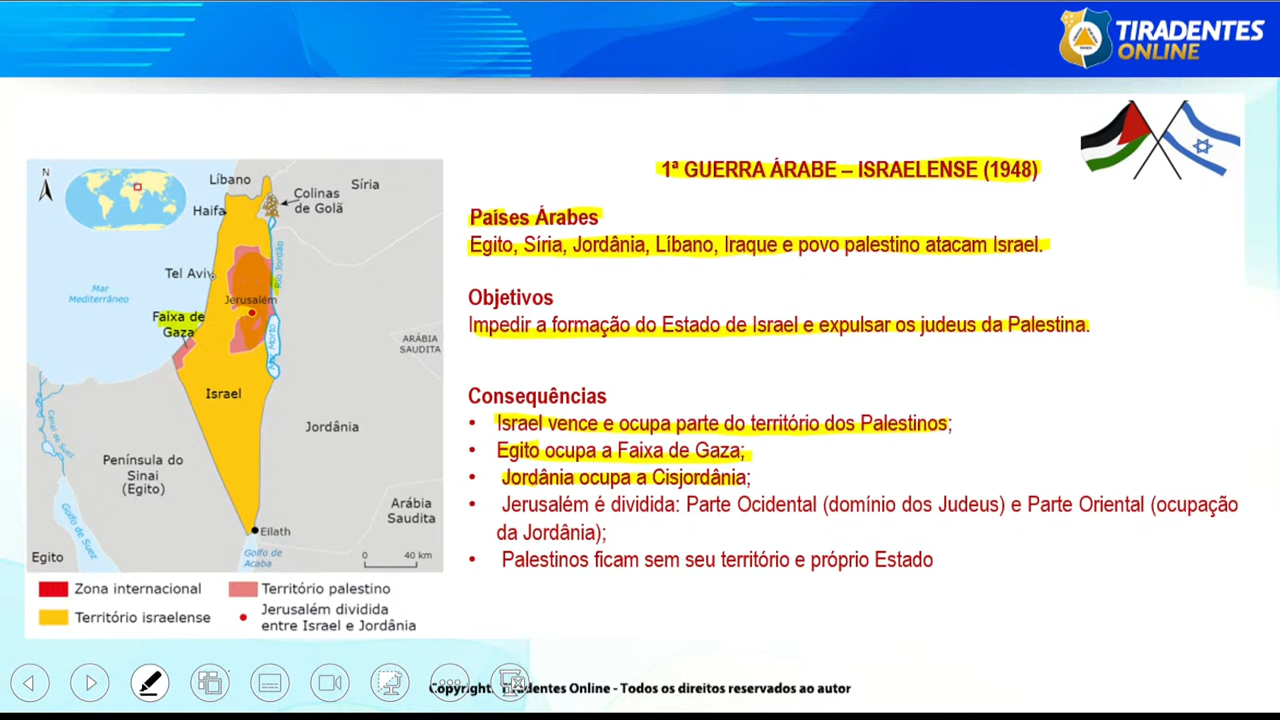 TIRADENTES
ONLINE
1ª GUERRA ÁRABE – ISRAELENSE (1948)
Países Árabes
Egito, Síria, Jordânia, Líbano, Iraque e povo palestino atacam Israel.
Objetivos
Impedir a formação do Estado de Israel e expulsar os judeus da Palestina.
Consequências
• Israel vence e ocupa parte do território dos Palestinos;
• Egito ocupa a Faixa de Gaza;
• Jordânia ocupa a Cisjordânia;
• Jerusalém é dividida: Parte Ocidental (domínio dos Judeus) e Parte Oriental (ocupação
da Jordânia);
• Palestinos ficam sem seu território e próprio Estado
N
Líbano
Síria
Colinas
de Golã
Haifa
Rio Jordão
Tel Aviv
Mar
Mediterrâneo
Jerusalém
Faixa de
Gaza
Mar Morto
ARÁBIA
SAUDITA
Israel
Jordânia
Canal de Suez
Península do
Sinai
(Egito)
Arábia
Saudita
Golfo de Suez
Eilath
Egito
Golfo de
Acaba
0 40 km
Zona internacional
Território palestino
Território israelense
Jerusalém dividida
entre Israel e Jordânia
Copyright Tiradentes Online - Todos os direitos reservados ao autor